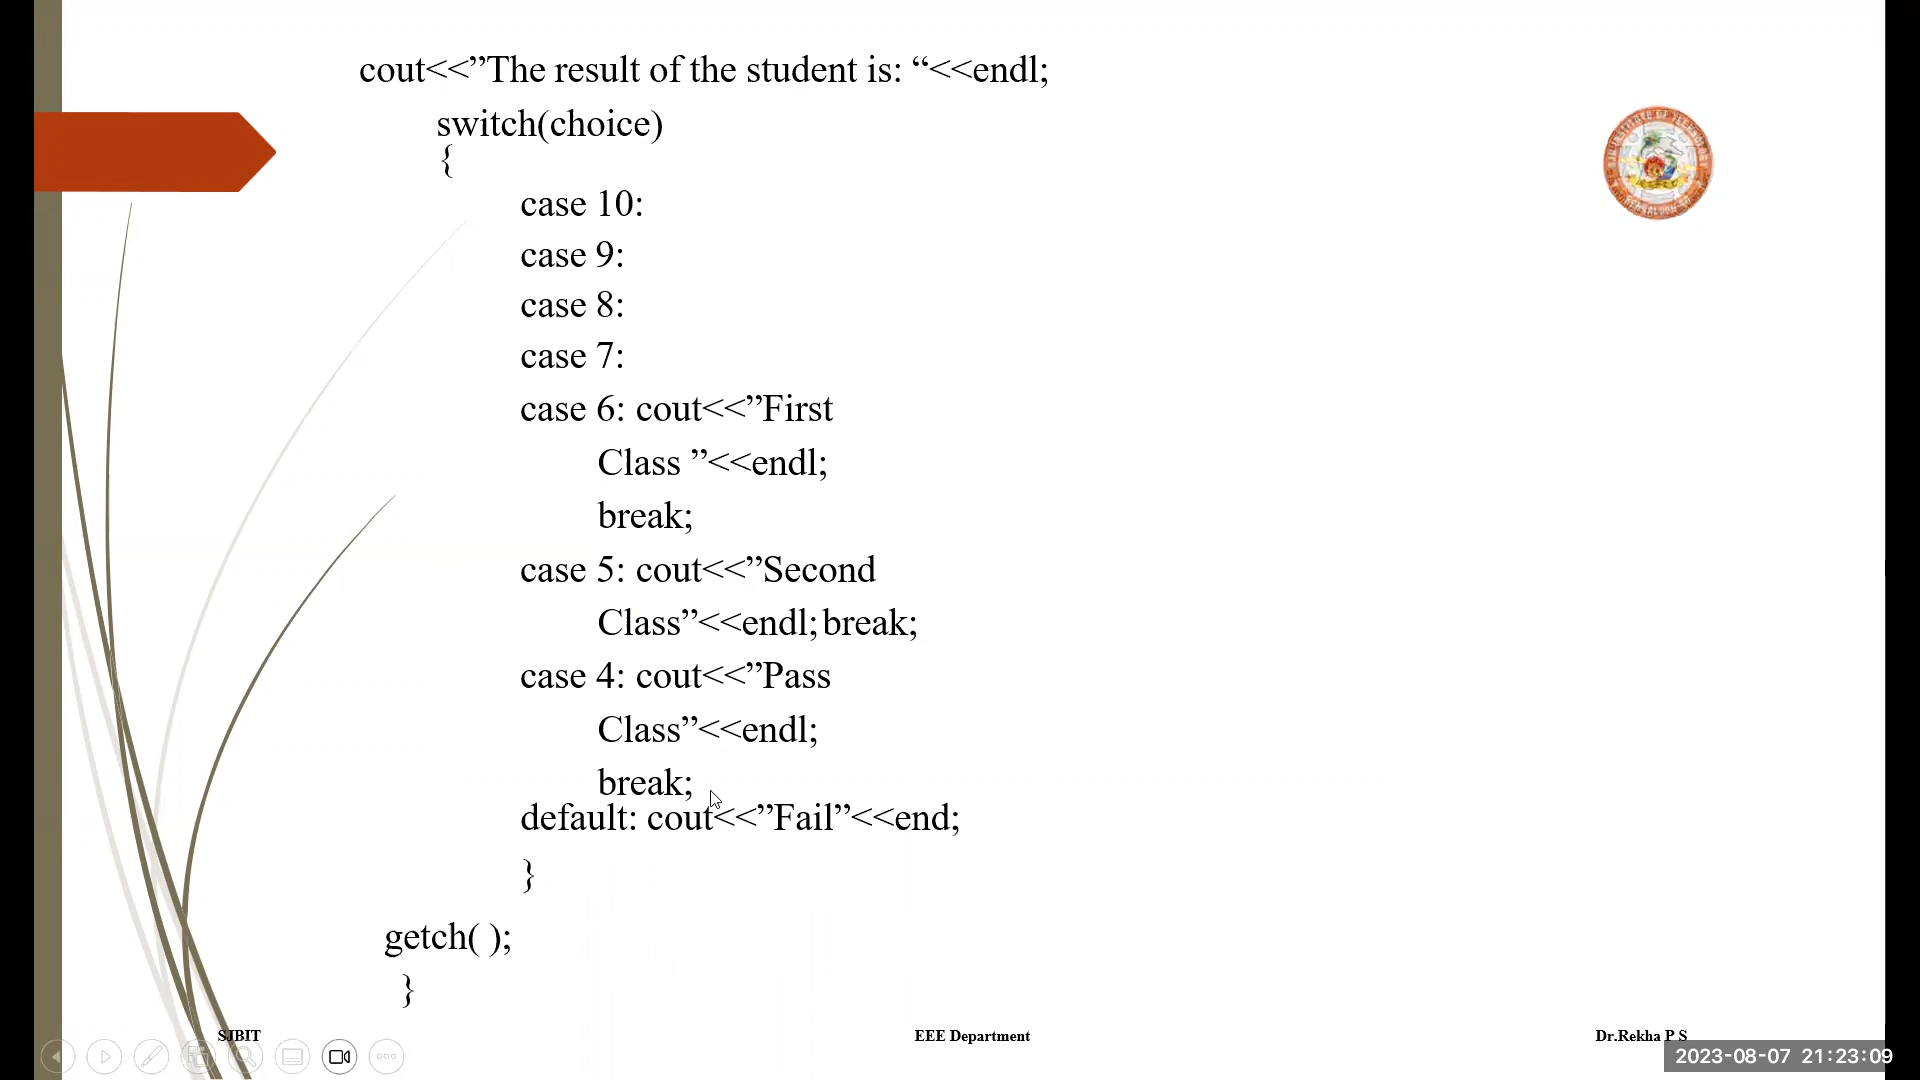 cout<<”The result of the student is: “<<endl;
switch(choice)
{
case 10:
case 9:
case 8:
case 7:
case 6: cout<<”First
Class ”<<endl;
break;
case 5: cout<<”Second
Class”<<endl; break;
case 4: cout<<”Pass
Class”<<endl;
break;
default: cout<<”Fail”<<end;
}
getch( );
}
SJBIT
EEE Department
Dr.Rekha P S
2023-08-07 21:23:09